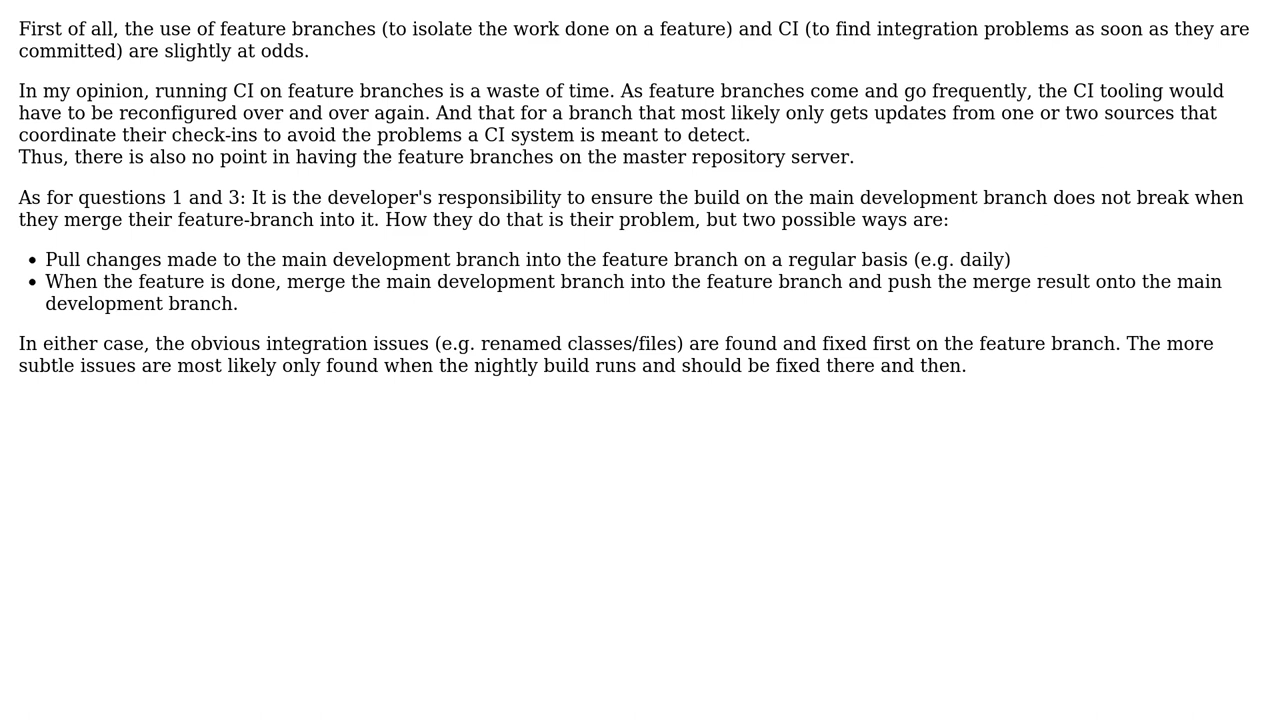 First of all, the use of feature branches (to isolate the work done on a feature) and CI (to find integration problems as soon as they are
committed) are slightly at odds.
In my opinion, running CI on feature branches is a waste of time. As feature branches come and go frequently, the CI tooling would
have to be reconfigured over and over again. And that for a branch that most likely only gets updates from one or two sources that
coordinate their check-ins to avoid the problems a CI system is meant to detect.
Thus, there is also no point in having the feature branches on the master repository server.
As for questions 1 and 3: It is the developer's responsibility to ensure the build on the main development branch does not break when
they merge their feature-branch into it. How they do that is their problem, but two possible ways are:
• Pull changes made to the main development branch into the feature branch on a regular basis (e.g. daily)
• When the feature is done, merge the main development branch into the feature branch and push the merge result onto the main
development branch.
In either case, the obvious integration issues (e.g. renamed classes/files) are found and fixed first on the feature branch. The more
subtle issues are most likely only found when the nightly build runs and should be fixed there and then.